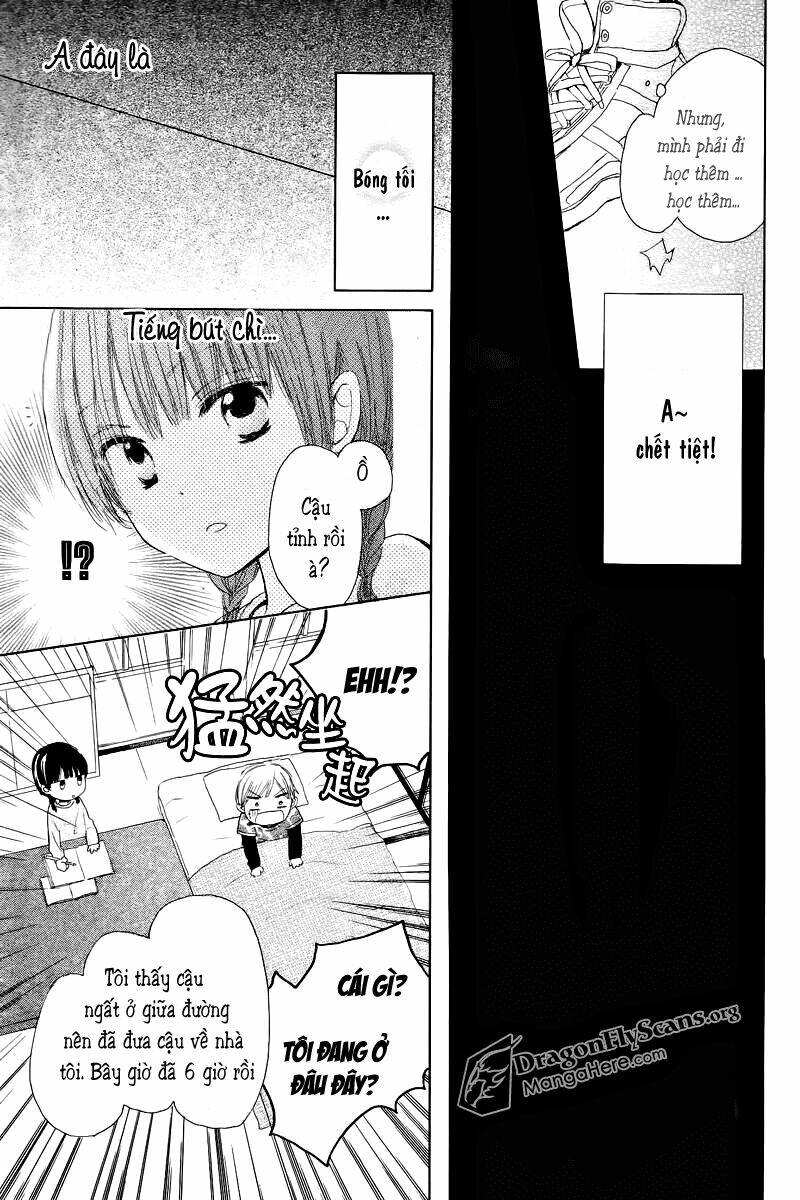 Nhưng,
mình phải đi
học thêm ...
học thêm...
A~
chết tiệt!
Bóng tối
...
A đây là
Tiếng bút chì...
Ồ
Cậu
tỉnh rồi
à?
!?
EHH!?
猛然坐起
CÁI GÌ?
TÔI ĐANG Ở
ĐÂU ĐÂY?
Tôi thấy cậu
ngất ở giữa đường
nên đã đưa cậu về nhà
tôi. Bây giờ đã 6 giờ rồi
DragonFlyScans.org
MangaHere.com